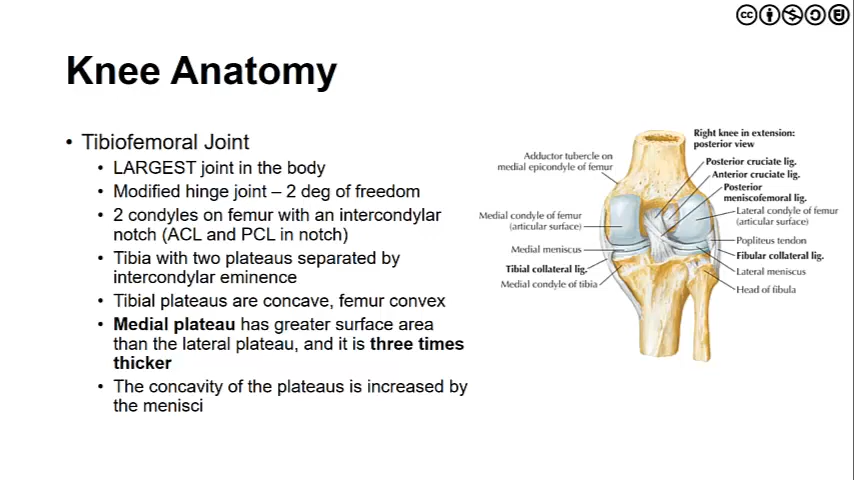 Knee Anatomy
• Tibiofemoral Joint
• LARGEST joint in the body
• Modified hinge joint – 2 deg of freedom
• 2 condyles on femur with an intercondylar
notch (ACL and PCL in notch)
• Tibia with two plateaus separated by
intercondylar eminence
• Tibial plateaus are concave, femur convex
• Medial plateau has greater surface area
than the lateral plateau, and it is three times
thicker
• The concavity of the plateaus is increased by
the menisci
Right knee in extension:
posterior view
Adductor tubercle on
medial epicondyle of femur
Medial condyle of femur
(articular surface)
Medial meniscus
Tibial collateral lig.
Medial condyle of tibia
Posterior cruciate lig.
Anterior cruciate lig.
Posterior
meniscofemoral lig.
Lateral condyle of femur
(articular surface)
Popliteus tendon
Fibular collateral lig.
Lateral meniscus
Head of fibula